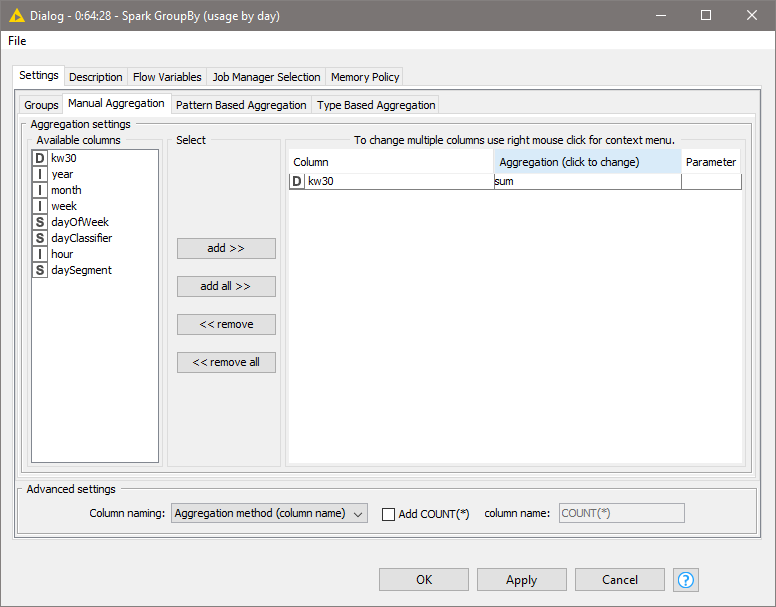 Dialog - 0:64:28 - Spark GroupBy (usage by day)
File
Settings Description Flow Variables Job Manager Selection Memory Policy
Groups Manual Aggregation Pattern Based Aggregation Type Based Aggregation
Aggregation settings
Available columns
D kw30
I year
I month
I week
S dayOfWeek
S dayClassifier
I hour
S daySegment
Select
add >>
add all >>
<< remove
<< remove all
To change multiple columns use right mouse click for context menu.
Column Aggregation (click to change) Parameter
D kw30 sum
Advanced settings
Column naming: Aggregation method (column name) Add COUNT(*) column name: COUNT(*)
OK Apply Cancel ?